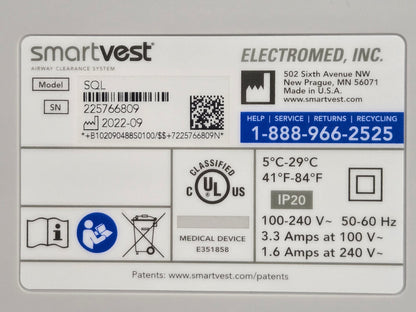 smartvest®
AIRWAY CLEARANCE SYSTEM
Model SQL
SN 225766809
2022-09
*+B102090488S0100/$$+7225766809N*
ELECTROMED, INC.
502 Sixth Avenue NW
New Prague, MN 56071
Made in U.S.A.
www.smartvest.com
HELP | SERVICE | RETURNS | RECYCLING
1-888-966-2525
CLASSIFIED
C UL US
MEDICAL DEVICE
E351858
5°C-29°C
41°F-84°F
IP20
100-240 V~ 50-60 Hz
3.3 Amps at 100 V~
1.6 Amps at 240 V~
Patents: www.smartvest.com/patents